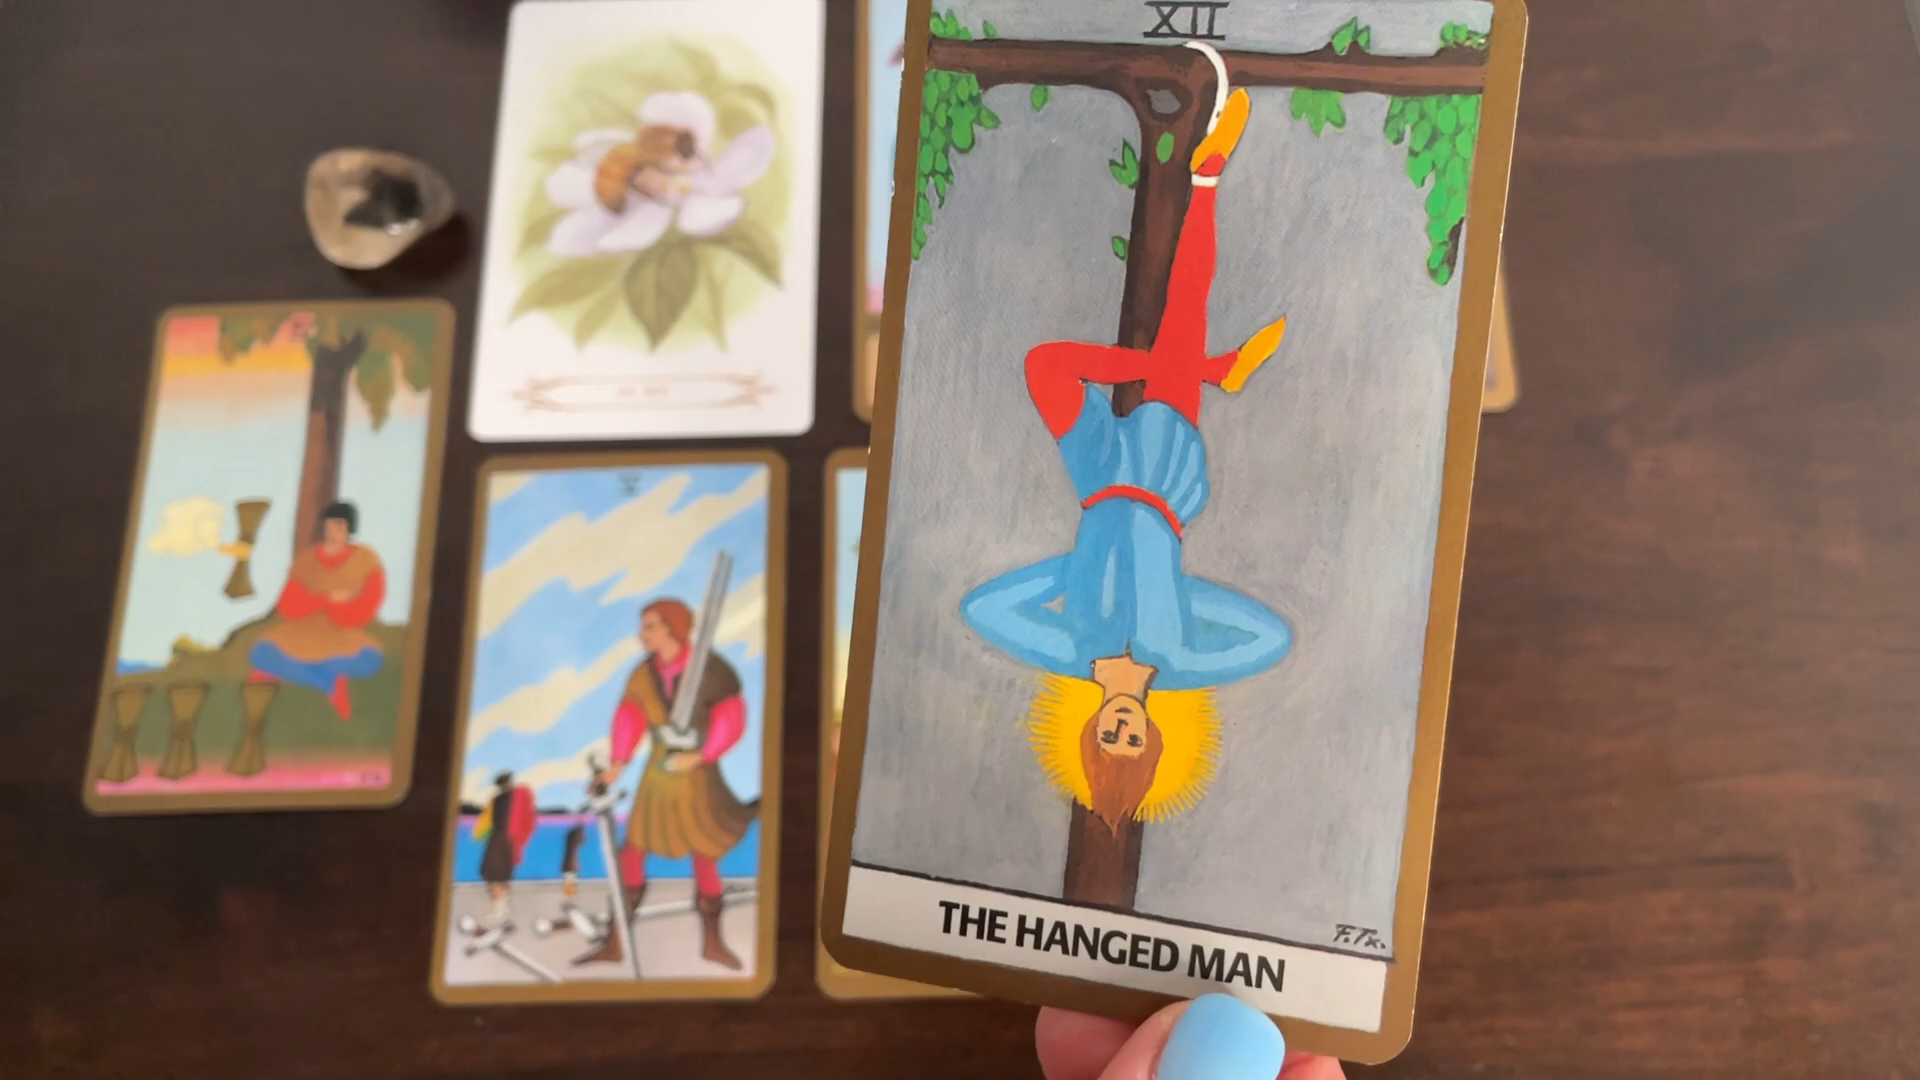 XII
THE HANGED MAN
F.Tx.